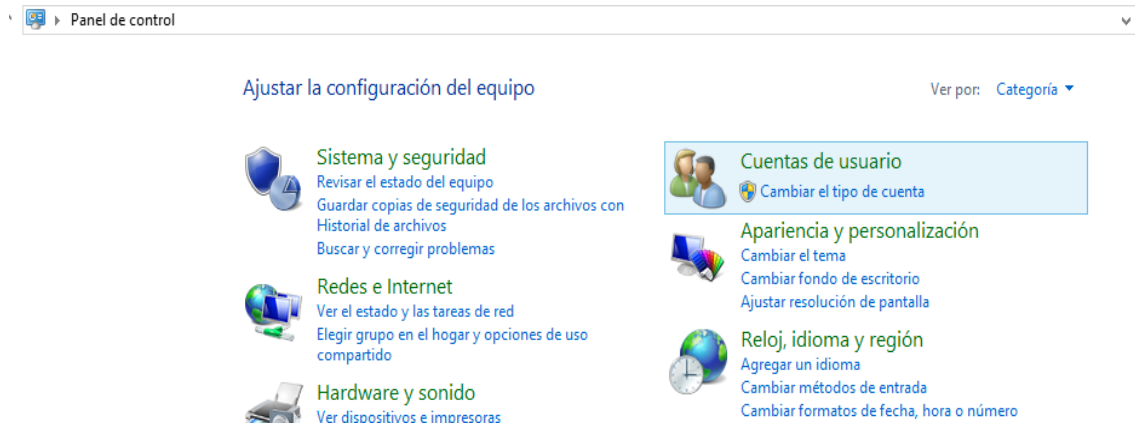 Panel de control
Ajustar la configuración del equipo
Ver por: Categoría
Sistema y seguridad
Revisar el estado del equipo
Guardar copias de seguridad de los archivos con
Historial de archivos
Buscar y corregir problemas
Redes e Internet
Ver el estado y las tareas de red
Elegir grupo en el hogar y opciones de uso
compartido
Hardware y sonido
Ver dispositivos e impresoras
Cuentas de usuario
Cambiar el tipo de cuenta
Apariencia y personalización
Cambiar el tema
Cambiar fondo de escritorio
Ajustar resolución de pantalla
Reloj, idioma y región
Agregar un idioma
Cambiar métodos de entrada
Cambiar formatos de fecha, hora o número